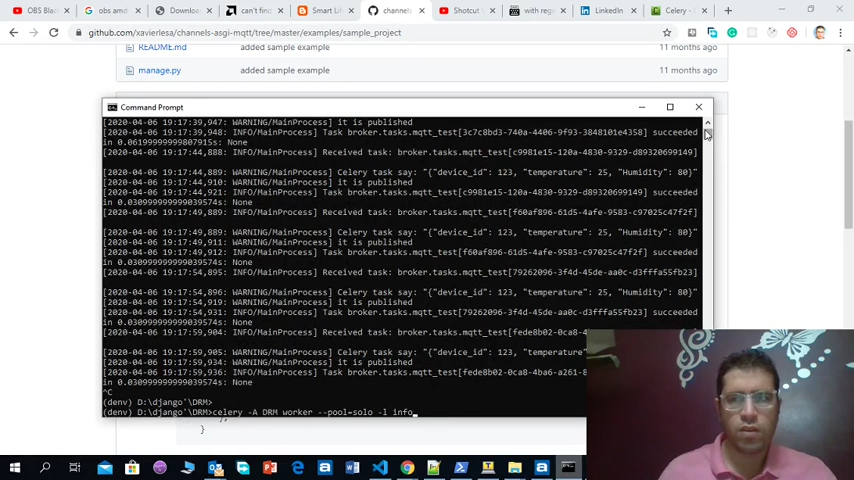 OBS Bla
obs amd
Downloa
can't find
Smart Lif
channels
Shotcut V
with reg
LinkedIn
Celery -
github.com/xavierlesa/channels-asgi-mqtt/tree/master/examples/sample_project
README.md added sample example 11 months ago
manage.py added sample example 11 months ago
Command Prompt
[2020-04-06 19:17:39,947: WARNING/MainProcess] it is published
[2020-04-06 19:17:39,948: INFO/MainProcess] Task broker.tasks.mqtt_test[3c7c8bd3-740a-4406-9f93-3848101e4358] succeeded
in 0.06199999999807915s: None
[2020-04-06 19:17:44,888: INFO/MainProcess] Received task: broker.tasks.mqtt_test[c9981e15-120a-4830-9329-d89320699149]
[2020-04-06 19:17:44,889: WARNING/MainProcess] Celery task say: "{"device_id": 123, "temperature": 25, "Humidity": 80}"
[2020-04-06 19:17:44,910: WARNING/MainProcess] it is published
[2020-04-06 19:17:44,921: INFO/MainProcess] Task broker.tasks.mqtt_test[c9981e15-120a-4830-9329-d89320699149] succeeded
in 0.030999999999039574s: None
[2020-04-06 19:17:49,889: INFO/MainProcess] Received task: broker.tasks.mqtt_test[f60af896-61d5-4afe-9583-c97025c47f2f]
[2020-04-06 19:17:49,889: WARNING/MainProcess] Celery task say: "{"device_id": 123, "temperature": 25, "Humidity": 80}"
[2020-04-06 19:17:49,911: WARNING/MainProcess] it is published
[2020-04-06 19:17:49,912: INFO/MainProcess] Task broker.tasks.mqtt_test[f60af896-61d5-4afe-9583-c97025c47f2f] succeeded
in 0.030999999999039574s: None
[2020-04-06 19:17:54,895: INFO/MainProcess] Received task: broker.tasks.mqtt_test[79262096-3f4d-45de-aa0c-d3fffa55fb23]
[2020-04-06 19:17:54,896: WARNING/MainProcess] Celery task say: "{"device_id": 123, "temperature": 25, "Humidity": 80}"
[2020-04-06 19:17:54,919: WARNING/MainProcess] it is published
[2020-04-06 19:17:54,931: INFO/MainProcess] Task broker.tasks.mqtt_test[79262096-3f4d-45de-aa0c-d3fffa55fb23] succeeded
in 0.030999999999039574s: None
[2020-04-06 19:17:59,904: INFO/MainProcess] Received task: broker.tasks.mqtt_test[fede8b02-0ca8-4
[2020-04-06 19:17:59,905: WARNING/MainProcess] Celery task say: "{"device_id": 123, "temperature"
[2020-04-06 19:17:59,934: WARNING/MainProcess] it is published
[2020-04-06 19:17:59,936: INFO/MainProcess] Task broker.tasks.mqtt_test[fede8b02-0ca8-4ba6-a261-8
in 0.030999999999039574s: None
^C
(denv) D:\django'\DRM>
(denv) D:\django'\DRM>celery -A DRM worker --pool=solo -l info
}